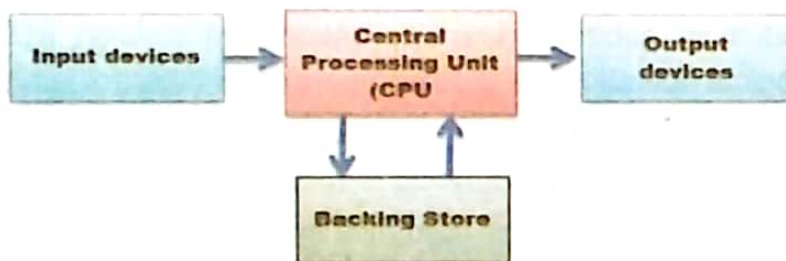 Input devices
Central
Processing Unit
(CPU
Output
devices
Backing Store